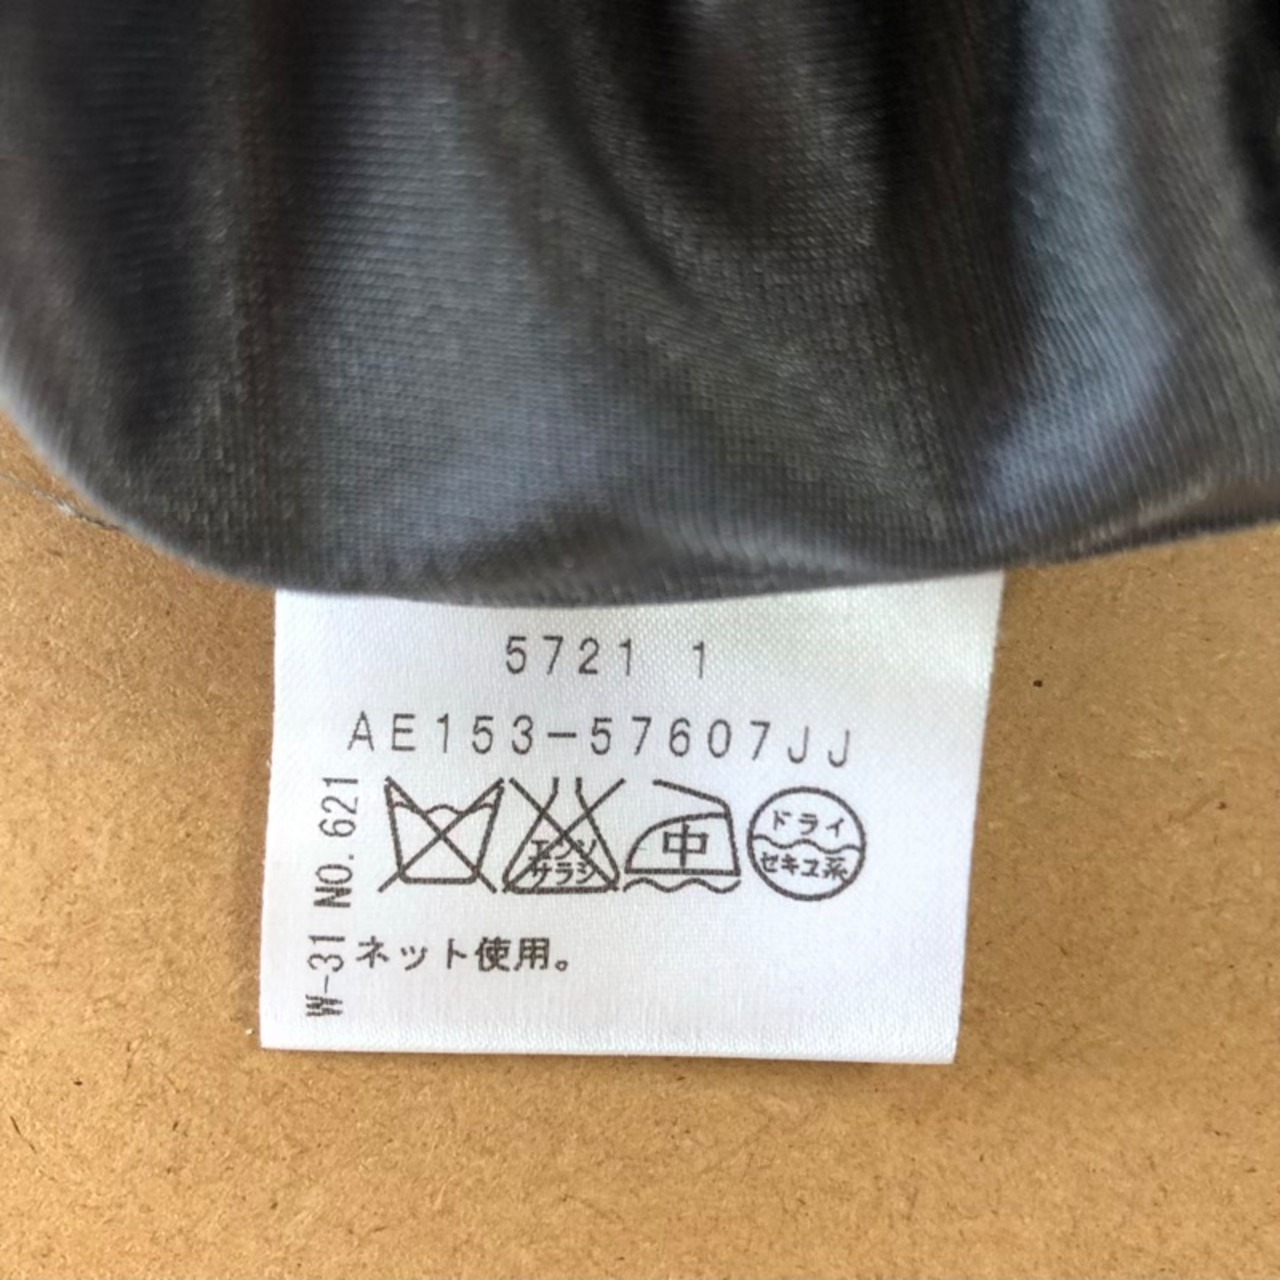 5721 1
AE153-57607JJ
エンソ
サラシ
中
ドライ
セキユ系
ネット使用。
W-31 NO. 621